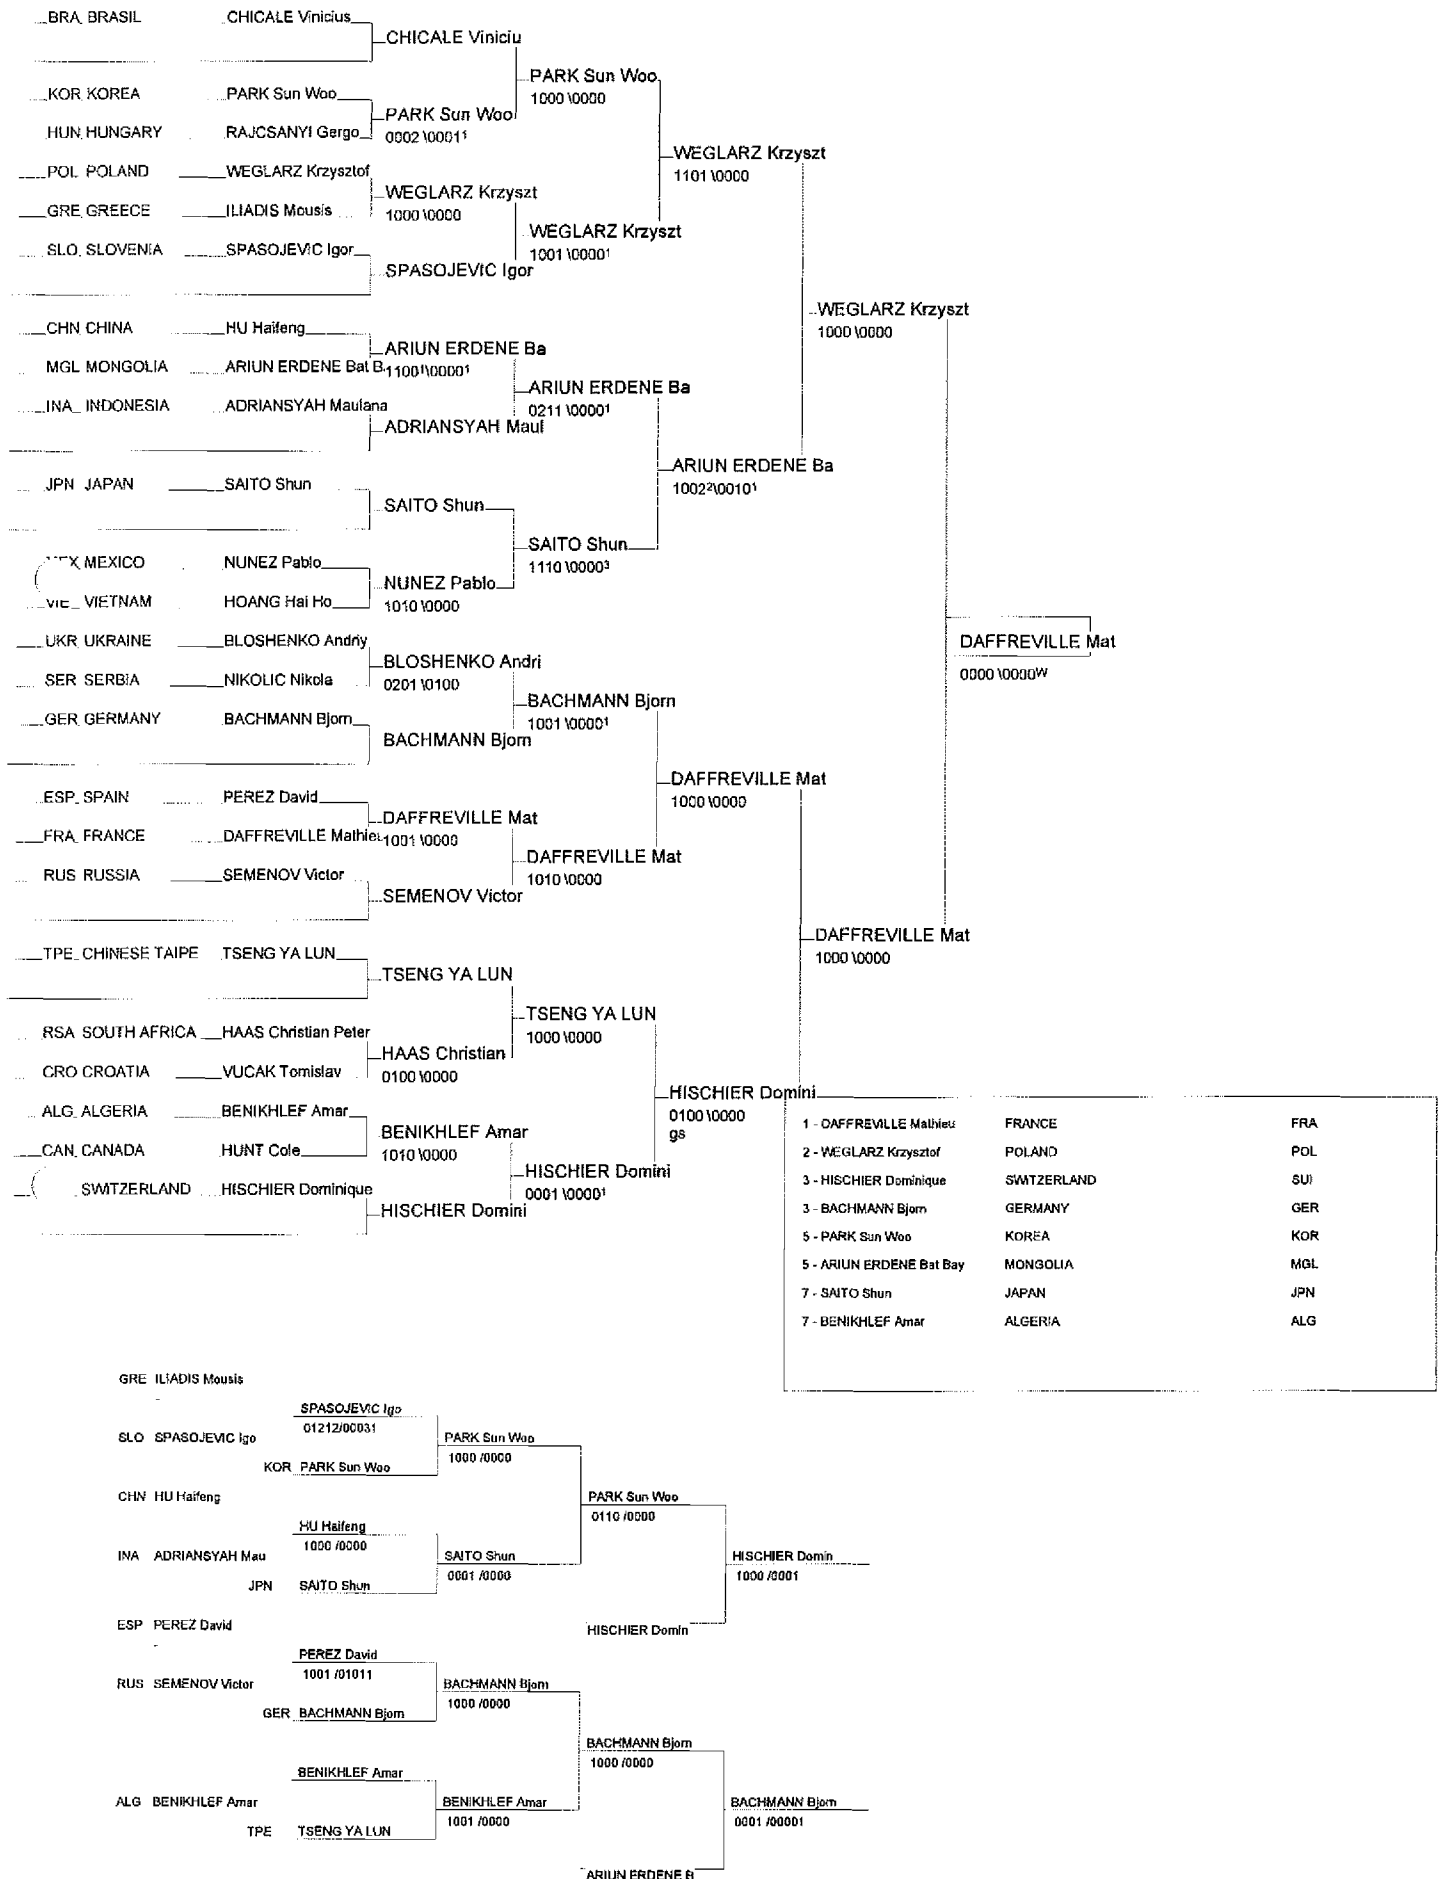 BRA BRASIL CHICALE Vinicius
CHICALE Viniciu
PARK Sun Woo
1000 \0000
KOR KOREA PARK Sun Woo
PARK Sun Woo
0002 \0001¹
HUN HUNGARY RAJCSANYI Gergo
WEGLARZ Krzyszt
1101 \0000
POL POLAND WEGLARZ Krzysztof
WEGLARZ Krzyszt
1000 \0000
GRE GREECE ILIADIS Mousis
WEGLARZ Krzyszt
1001 \0000¹
SLO SLOVENIA SPASOJEVIC Igor
SPASOJEVIC Igor
WEGLARZ Krzyszt
1000 \0000
CHN CHINA HU Haifeng
ARIUN ERDENE Ba
1100¹\0000¹
MGL MONGOLIA ARIUN ERDENE Bat B
ARIUN ERDENE Ba
0211 \0000¹
INA INDONESIA ADRIANSYAH Maulana
ADRIANSYAH Maul
ARIUN ERDENE Ba
1002²\0010¹
JPN JAPAN SAITO Shun
SAITO Shun
SAITO Shun
1110 \0000³
MEXICO NUNEZ Pablo
NUNEZ Pablo
1010 \0000
VIE VIETNAM HOANG Hai Ho
DAFFREVILLE Mat
0000 \0000ᵂ
UKR UKRAINE BLOSHENKO Andriy
BLOSHENKO Andri
0201 \0100
SER SERBIA NIKOLIC Nikola
BACHMANN Bjorn
1001 \0000¹
GER GERMANY BACHMANN Bjorn
BACHMANN Bjorn
DAFFREVILLE Mat
1000 \0000
ESP SPAIN PEREZ David
DAFFREVILLE Mat
1001 \0000
FRA FRANCE DAFFREVILLE Mathieu
DAFFREVILLE Mat
1010 \0000
RUS RUSSIA SEMENOV Victor
SEMENOV Victor
DAFFREVILLE Mat
1000 \0000
TPE CHINESE TAIPE TSENG YA LUN
TSENG YA LUN
TSENG YA LUN
1000 \0000
RSA SOUTH AFRICA HAAS Christian Peter
HAAS Christian
0100 \0000
CRO CROATIA VUCAK Tomislav
HISCHIER Domini
0100 \0000
gs
ALG ALGERIA BENIKHLEF Amar
BENIKHLEF Amar
1010 \0000
CAN CANADA HUNT Cole
HISCHIER Domini
0001 \0000¹
SWITZERLAND HISCHIER Dominique
HISCHIER Domini
1 - DAFFREVILLE Mathieu FRANCE FRA
2 - WEGLARZ Krzysztof POLAND POL
3 - HISCHIER Dominique SWITZERLAND SUI
3 - BACHMANN Bjorn GERMANY GER
5 - PARK Sun Woo KOREA KOR
5 - ARIUN ERDENE Bat Bay MONGOLIA MGL
7 - SAITO Shun JAPAN JPN
7 - BENIKHLEF Amar ALGERIA ALG
GRE ILIADIS Mousis
SPASOJEVIC Igo
01212/00031
SLO SPASOJEVIC Igo
PARK Sun Woo
1000 /0000
KOR PARK Sun Woo
CHN HU Haifeng
PARK Sun Woo
0110 /0000
HU Haifeng
1000 /0000
INA ADRIANSYAH Mau
SAITO Shun
0001 /0000
HISCHIER Domin
1000 /0001
JPN SAITO Shun
ESP PEREZ David
HISCHIER Domin
PEREZ David
1001 /01011
RUS SEMENOV Victor
BACHMANN Bjorn
1000 /0000
GER BACHMANN Bjorn
BACHMANN Bjorn
1000 /0000
BENIKHLEF Amar
ALG BENIKHLEF Amar
BENIKHLEF Amar
1001 /0000
BACHMANN Bjorn
0001 /00001
TPE TSENG YA LUN
ARIUN ERDENE B